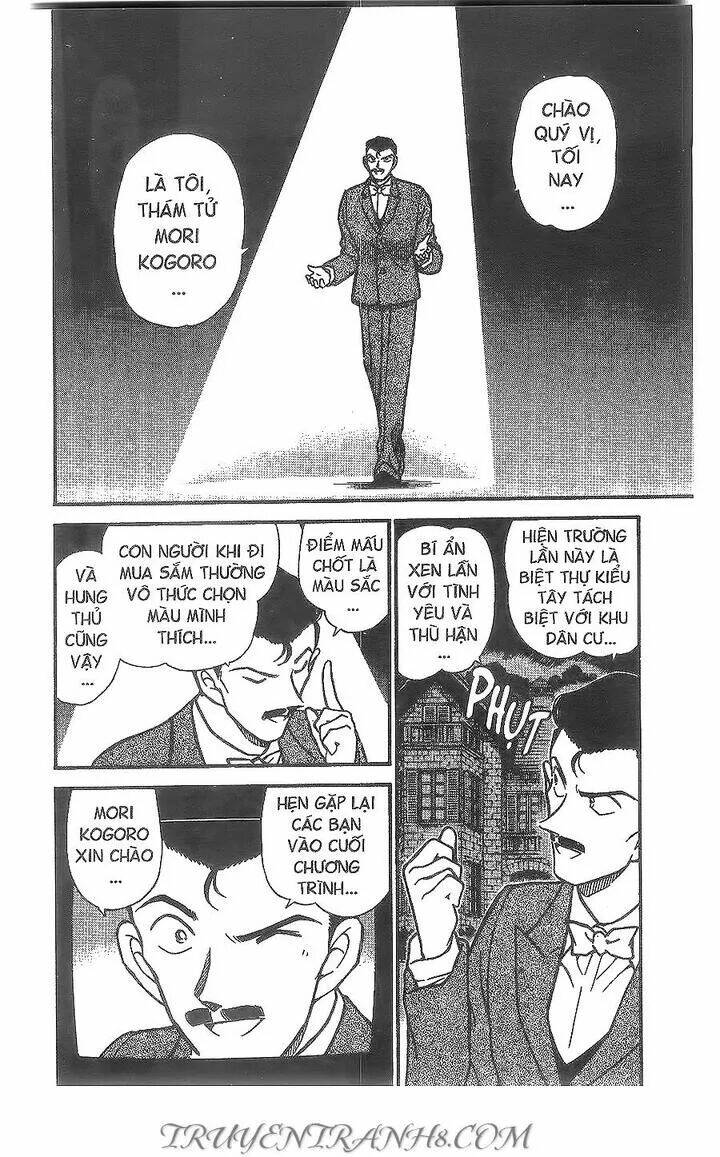 CHÀO
QUÝ VỊ,
TỐI
NAY
...
LÀ TÔI,
THÁM TỬ
MORI
KOGORO
...
HIỆN TRƯỜNG
LẦN NÀY LÀ
BIỆT THỰ KIỂU
TÂY TÁCH
BIỆT VỚI KHU
DÂN CƯ...
BÍ ẨN
XEN LẤN
VỚI TÌNH
YÊU VÀ
THÙ HẬN
...
PHỤT
ĐIỂM MẤU
CHỐT LÀ
MÀU SẮC
...
CON NGƯỜI KHI ĐI
MUA SẮM THƯỜNG
VÔ THỨC CHỌN
MÀU MÌNH
THÍCH...
VÀ
HUNG
THỦ
CŨNG
VẬY
...
HẸN GẶP LẠI
CÁC BẠN
VÀO CUỐI
CHƯƠNG
TRÌNH...
MORI
KOGORO
XIN CHÀO
...
TRUYENTRANH8.COM